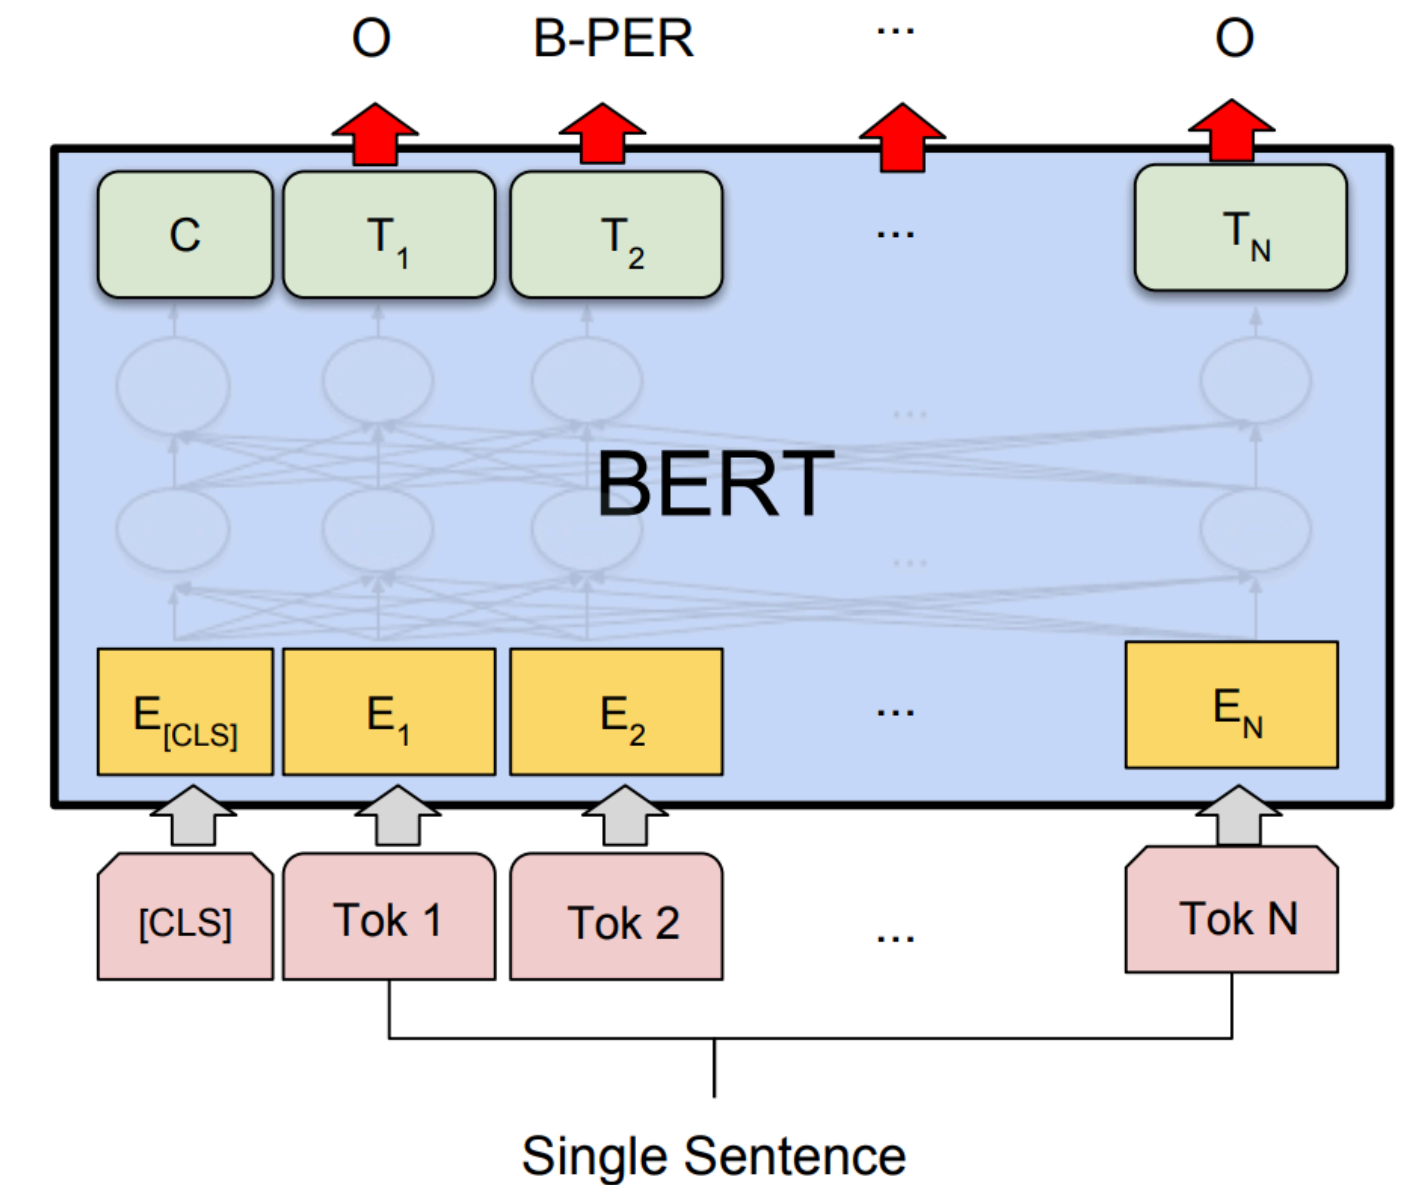 O B-PER ... O
C T1 T2 ... TN
...
BERT
...
E[CLS] E1 E2 ... EN
[CLS] Tok 1 Tok 2 ... Tok N
Single Sentence